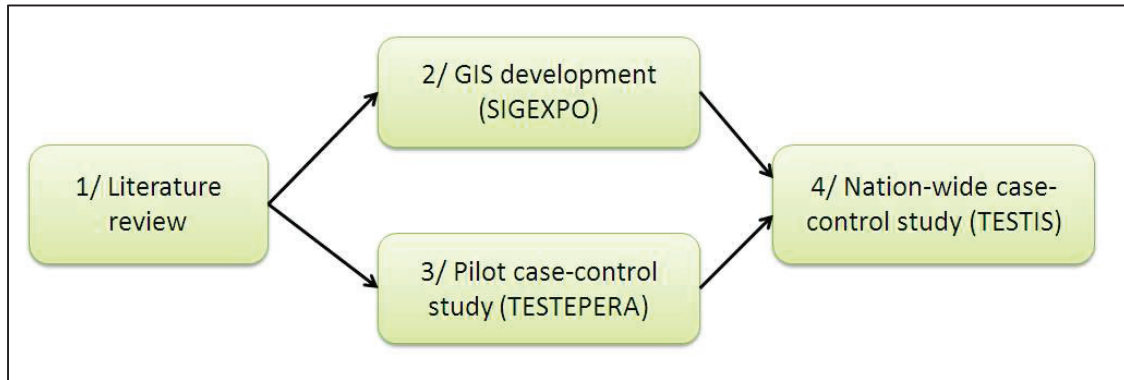 1/ Literature
review
2/ GIS development
(SIGEXPO)
3/ Pilot case-control
study (TESTEPERA)
4/ Nation-wide case-
control study (TESTIS)